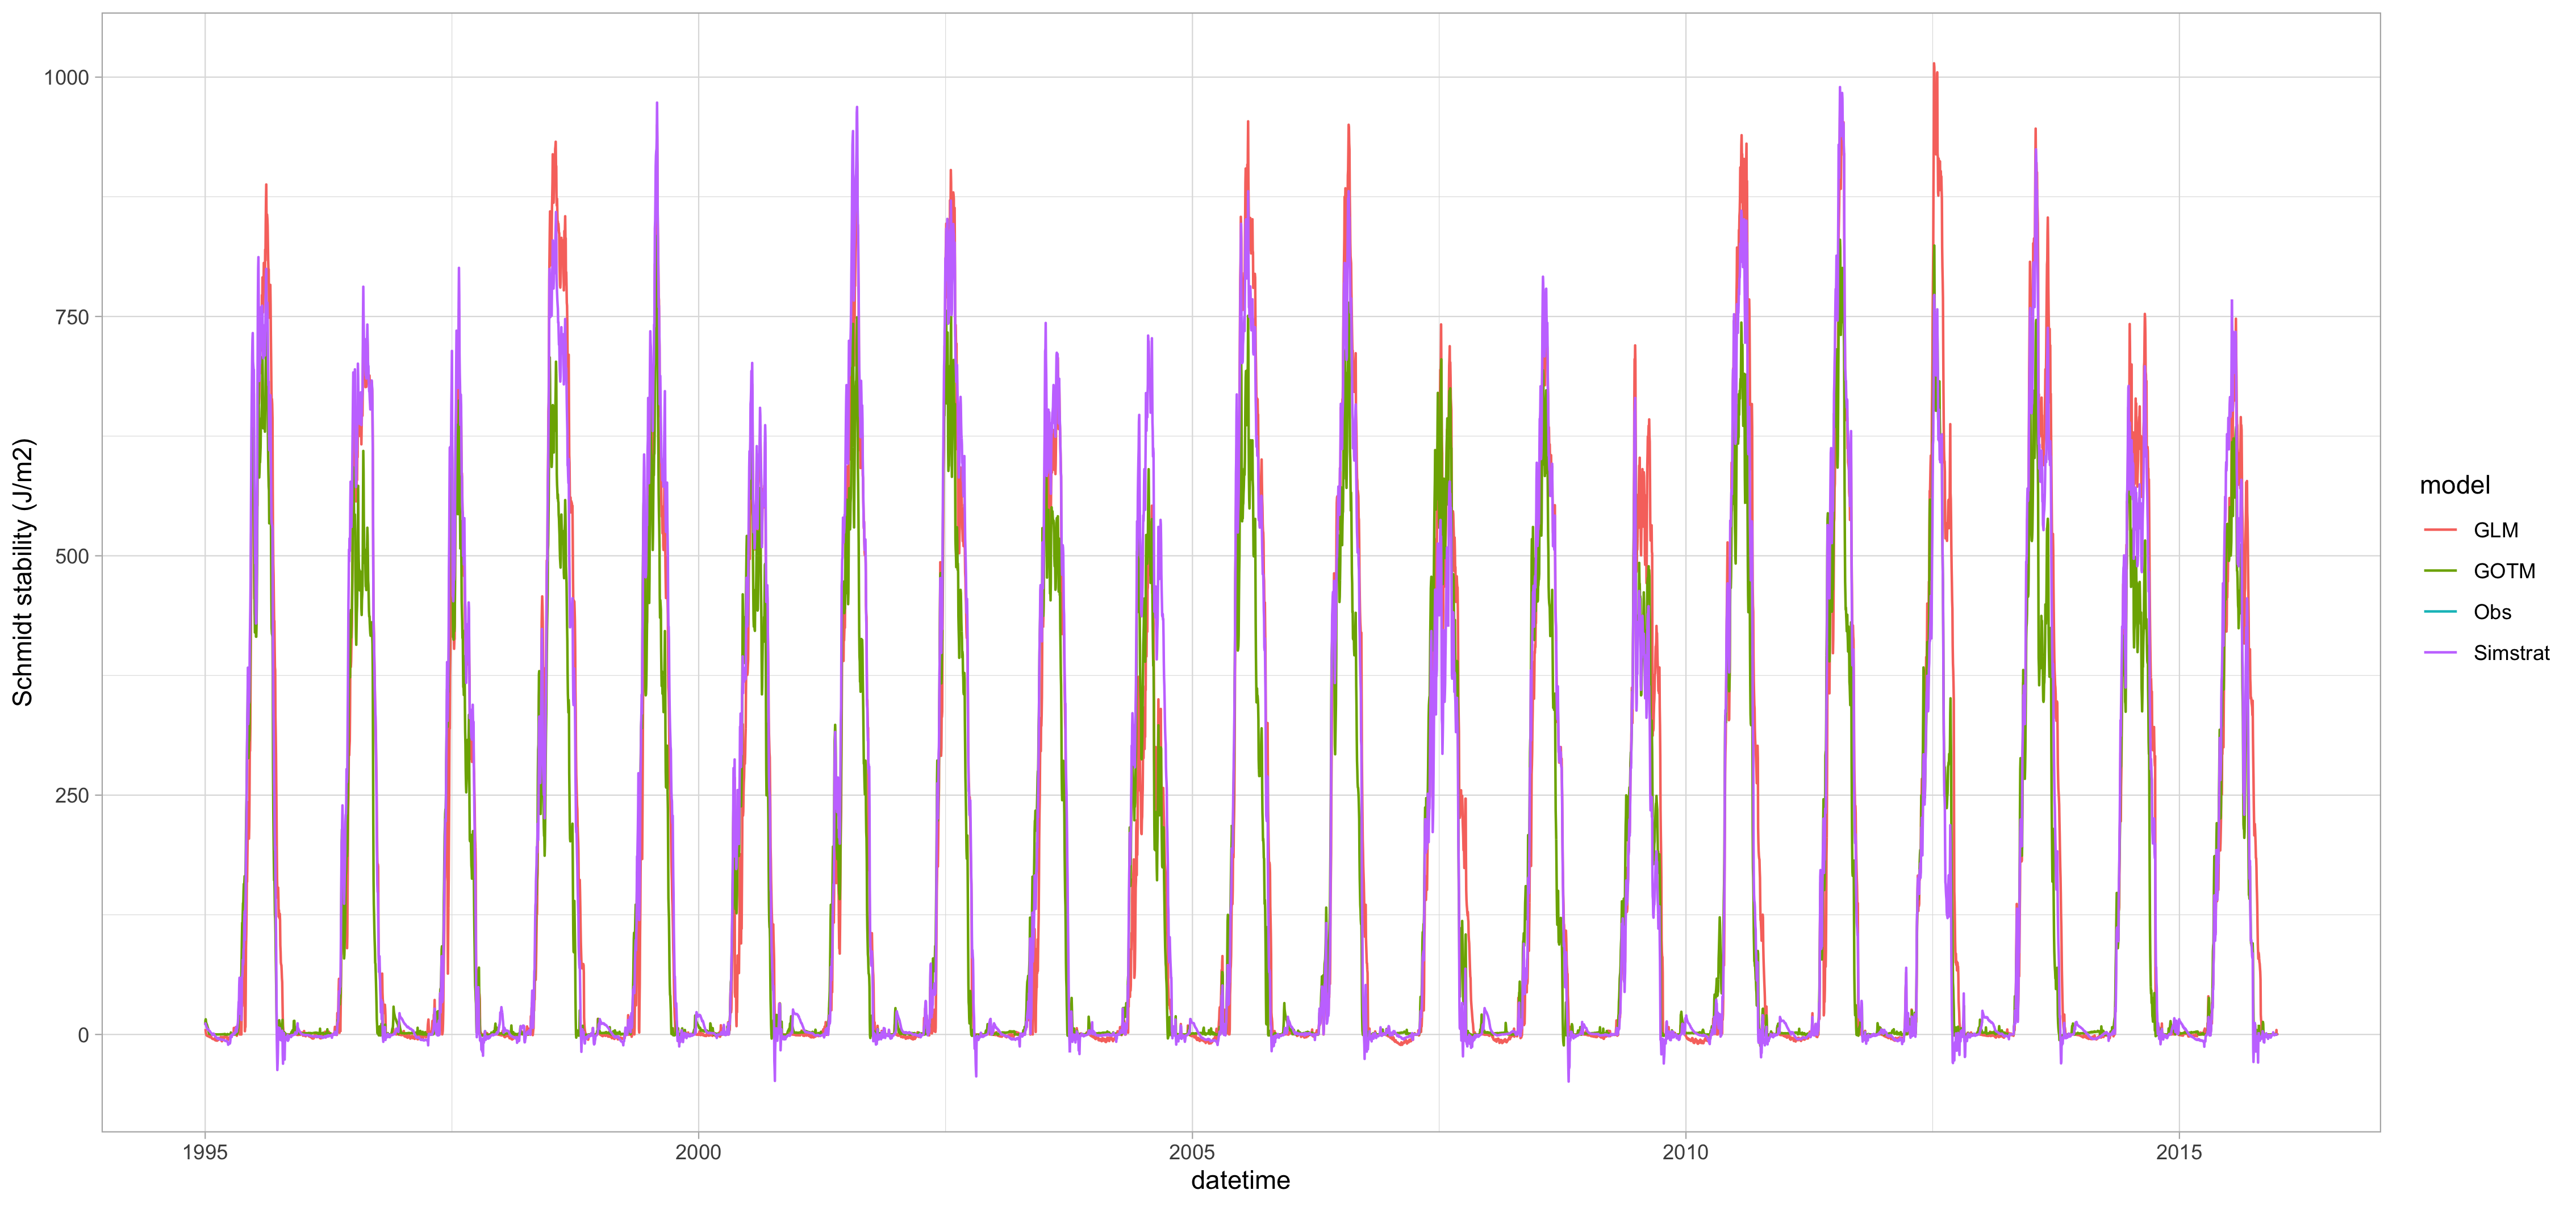 1000
750
500
250
0
Schmidt stability (J/m2)
1995
2000
2005
2010
2015
datetime
model
GLM
GOTM
Obs
Simstrat